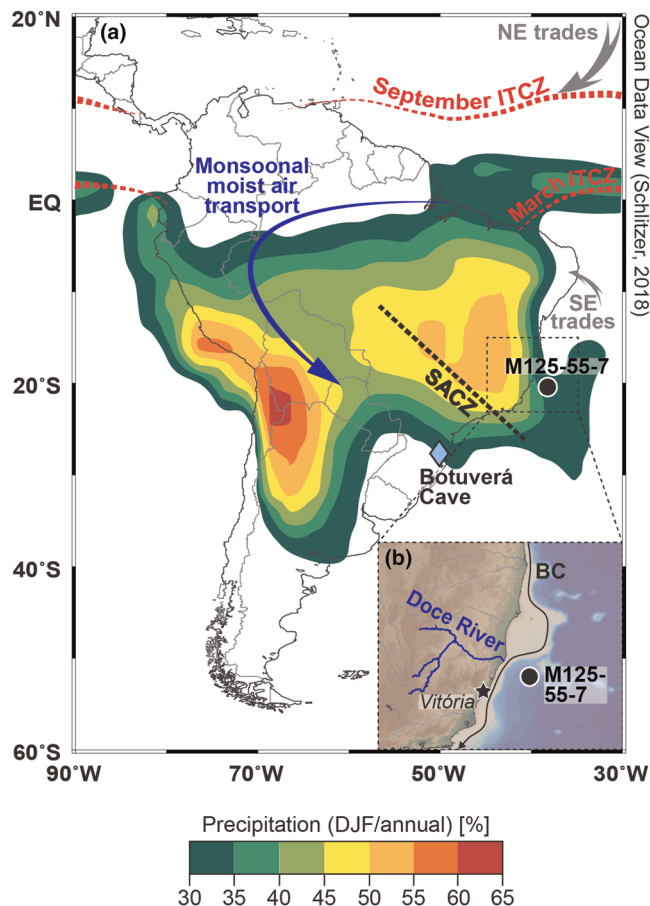 20°N
(a)
NE trades
September ITCZ
Ocean Data View (Schlitzer, 2018)
Monsoonal
moist air
transport
March ITCZ
EQ
SE
trades
M125-55-7
20°S
SACZ
Botuverá
Cave
(b)
BC
Doce River
M125-
55-7
Vitória
40°S
60°S
90°W
70°W
50°W
30°W
Precipitation (DJF/annual) [%]
30 35 40 45 50 55 60 65